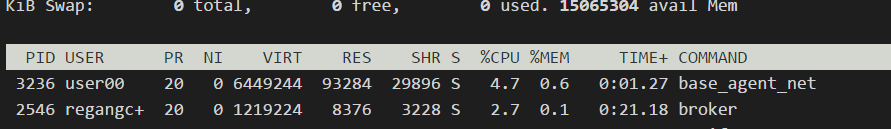 KiB Swap:        0 total,        0 free,        0 used. 15065304 avail Mem
  PID USER      PR  NI    VIRT    RES    SHR S  %CPU %MEM     TIME+ COMMAND
 3236 user00    20   0 6449244  93284  29896 S   4.7  0.6   0:01.27 base_agent_net
 2546 regangc+  20   0 1219224   8376   3228 S   2.7  0.1   0:21.18 broker